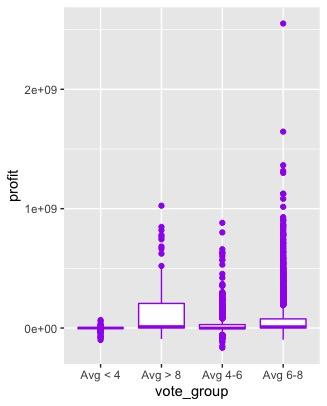 profit
2e+09
1e+09
0e+00
Avg < 4
Avg > 8
Avg 4-6
Avg 6-8
vote_group